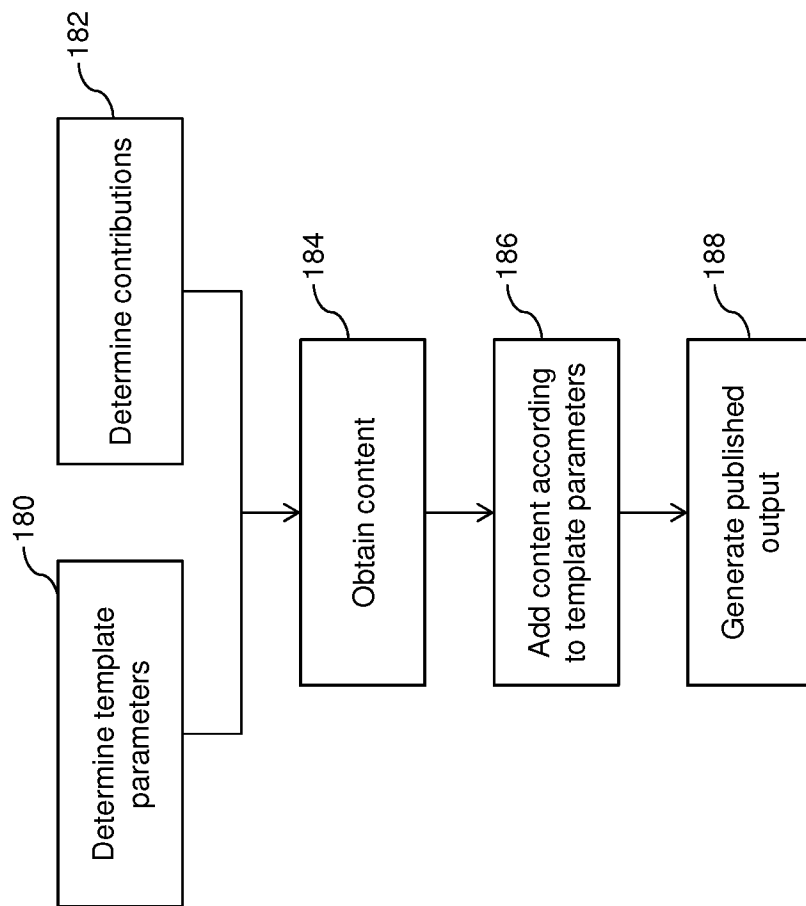 180
Determine template
parameters
182
Determine contributions
184
Obtain content
186
Add content according
to template parameters
188
Generate published
output